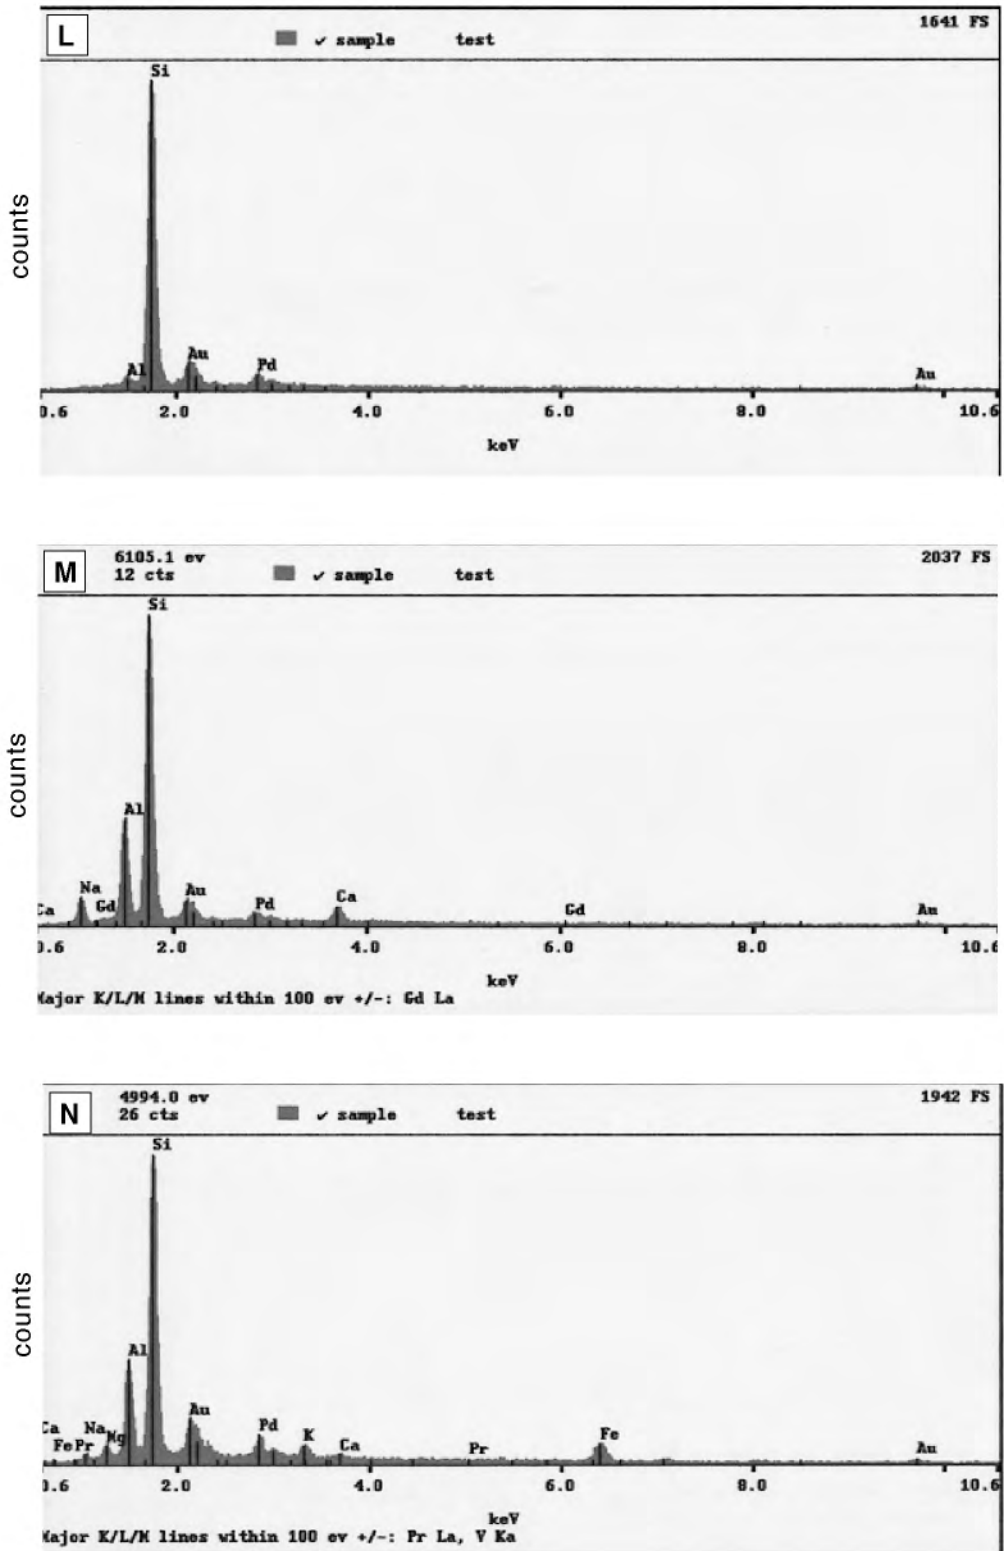 L ✓ sample test 1641 FS
Si
Al Au Pd Au
0.6 2.0 4.0 6.0 8.0 10.6
keV
counts
M 6105.1 ev 2037 FS
12 cts ✓ sample test
Si
Al
Ca Na Gd Au Pd Ca Gd Au
0.6 2.0 4.0 6.0 8.0 10.6
keV
Major K/L/M lines within 100 ev +/-: Gd La
counts
N 4994.0 ev 1942 FS
26 cts ✓ sample test
Si
Al
Ca Fe Pr Na Mg Au Pd K Ca Pr Fe Au
0.6 2.0 4.0 6.0 8.0 10.6
keV
Major K/L/M lines within 100 ev +/-: Pr La, V Ka
counts